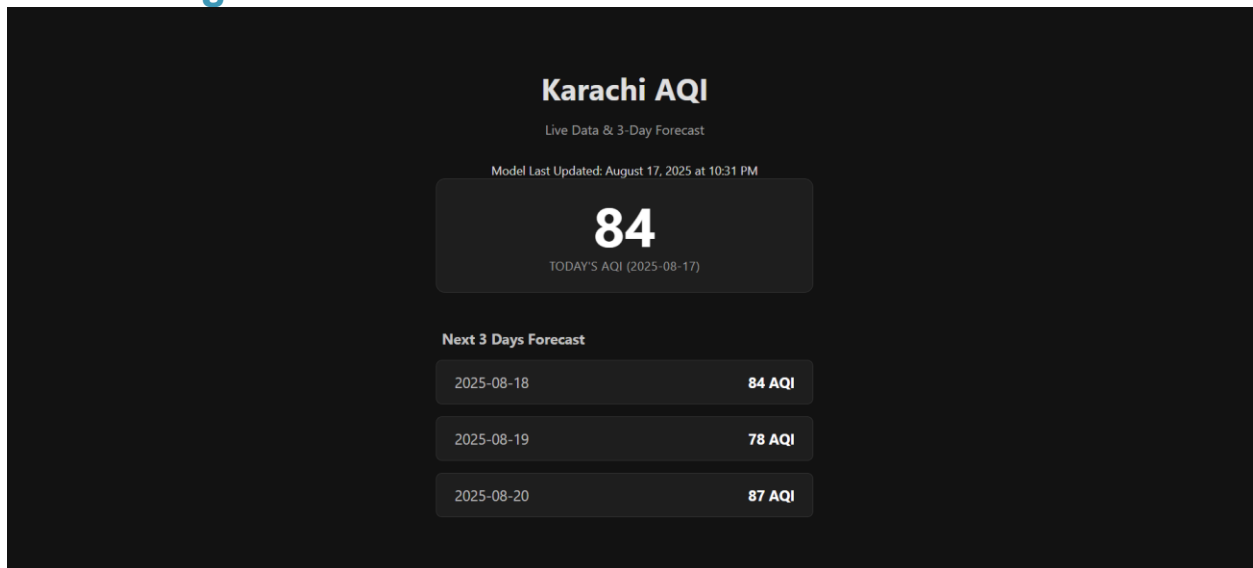 Karachi AQI
Live Data & 3-Day Forecast
Model Last Updated: August 17, 2025 at 10:31 PM
84
TODAY'S AQI (2025-08-17)
Next 3 Days Forecast
2025-08-18 84 AQI
2025-08-19 78 AQI
2025-08-20 87 AQI